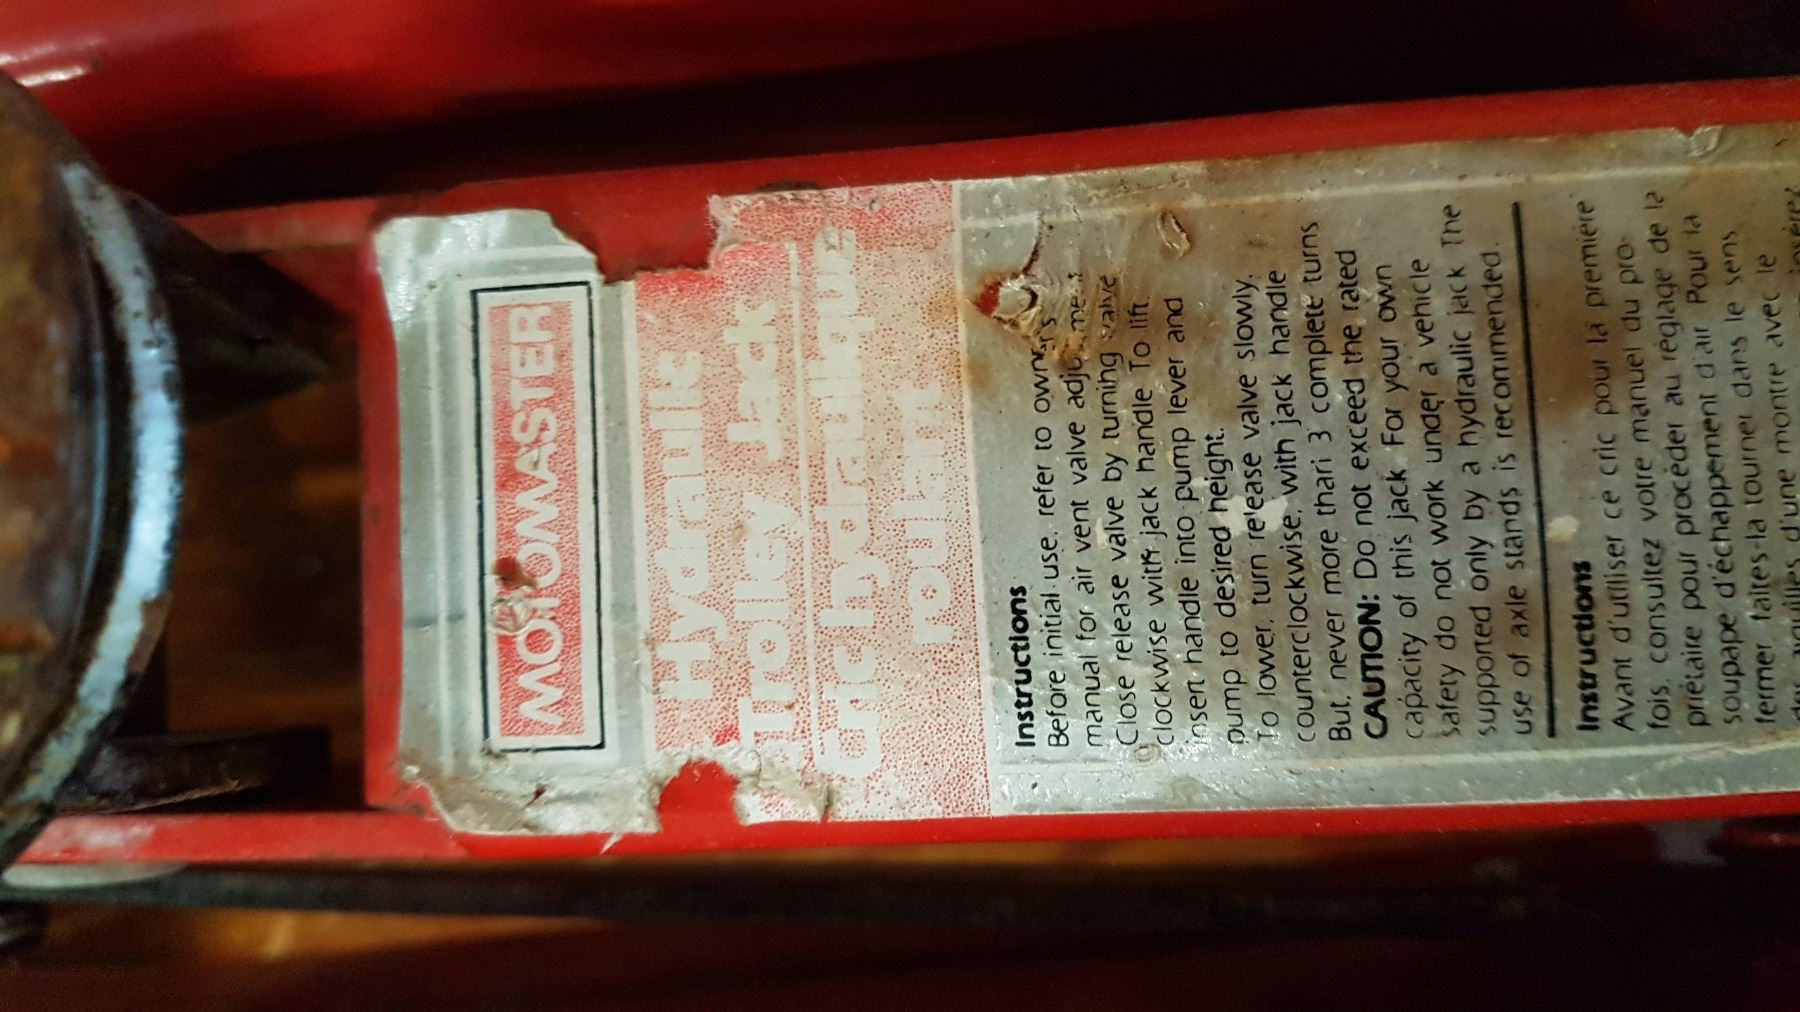 MOTOMASTER
Hydraulic
Trolley Jack
Cric hydraulique
roulant
Instructions
Before initial use, refer to owner's
manual for air vent valve adjustment
Close release valve by turning valve
clockwise with jack handle To lift
insert handle into pump lever and
pump to desired height.
To lower, turn release valve slowly,
counterclockwise, with jack handle
But, never more than 3 complete turns
CAUTION: Do not exceed the rated
capacity of this jack For your own
safety do not work under a vehicle
supported only by a hydraulic jack The
use of axle stands is recommended.
Instructions
Avant d'utiliser ce cric pour la première
fois, consultez votre manuel du pro-
priétaire pour procéder au réglage de la
soupape d'échappement d'air Pour la
fermer faites-la tourner dans le sens
d'une montre avec le